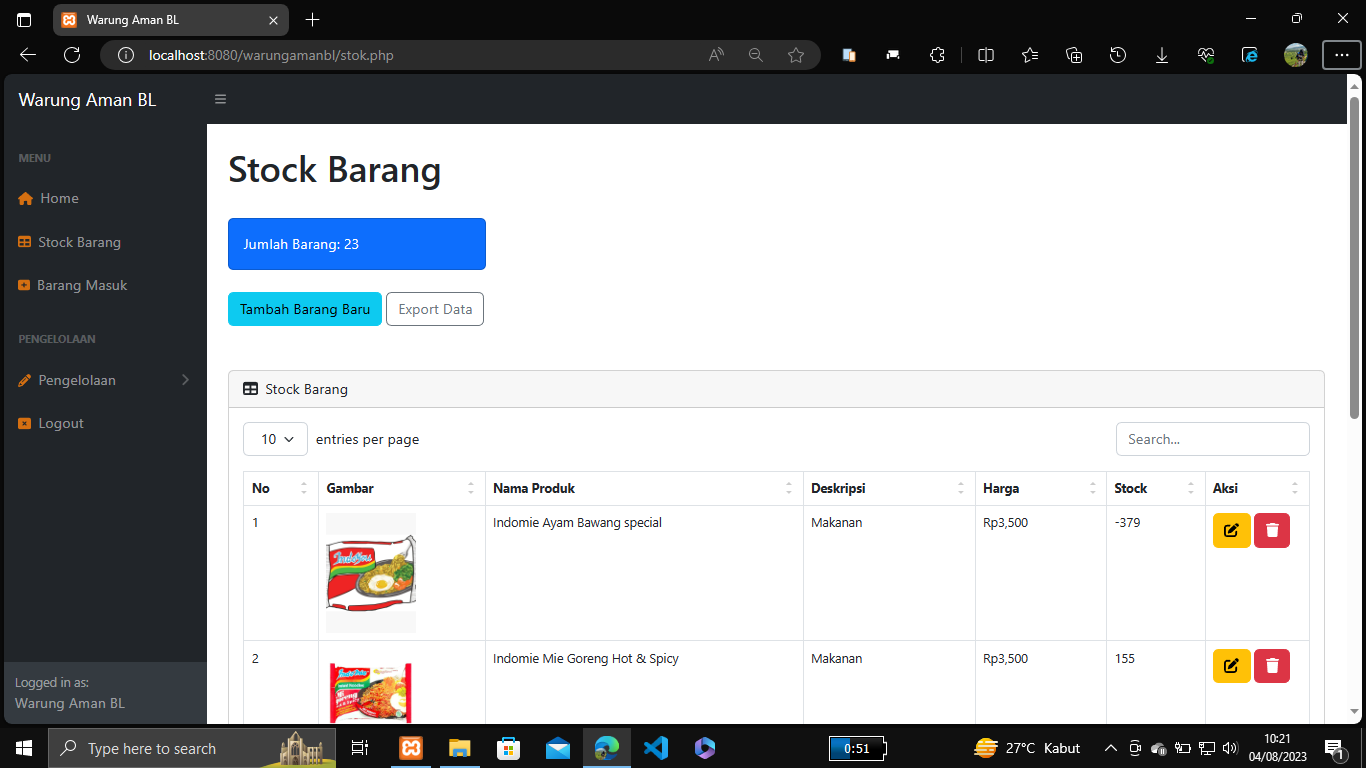 Warung Aman BL
localhost:8080/warungamanbl/stok.php
Warung Aman BL
MENU
Home
Stock Barang
Barang Masuk
PENGELOLAAN
Pengelolaan
Logout
Logged in as:
Warung Aman BL
Stock Barang
Jumlah Barang: 23
Tambah Barang Baru Export Data
Stock Barang
10 entries per page Search...
No Gambar Nama Produk Deskripsi Harga Stock Aksi
1 Indomie Ayam Bawang special Makanan Rp3,500 -379
Indomie
2 Indomie Mie Goreng Hot & Spicy Makanan Rp3,500 155
Type here to search 0:51 27°C Kabut 10:21
04/08/2023 1